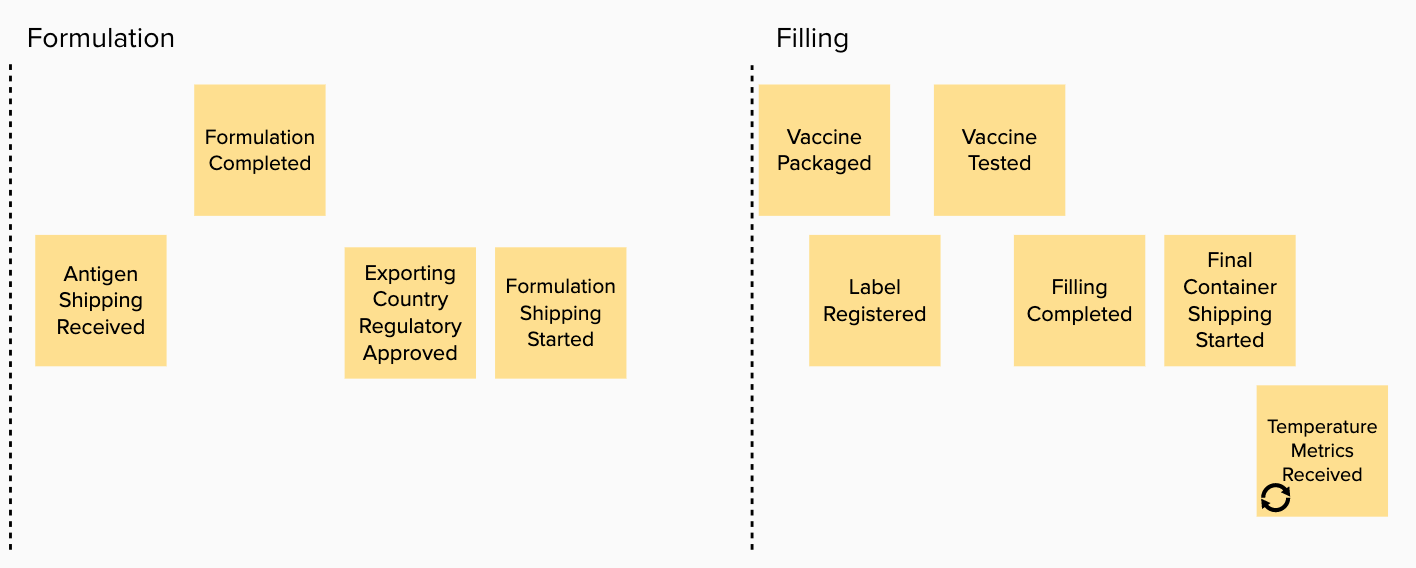 Formulation
Formulation
Completed
Antigen
Shipping
Received
Exporting
Country
Regulatory
Approved
Formulation
Shipping
Started
Filling
Vaccine
Packaged
Vaccine
Tested
Label
Registered
Filling
Completed
Final
Container
Shipping
Started
Temperature
Metrics
Received